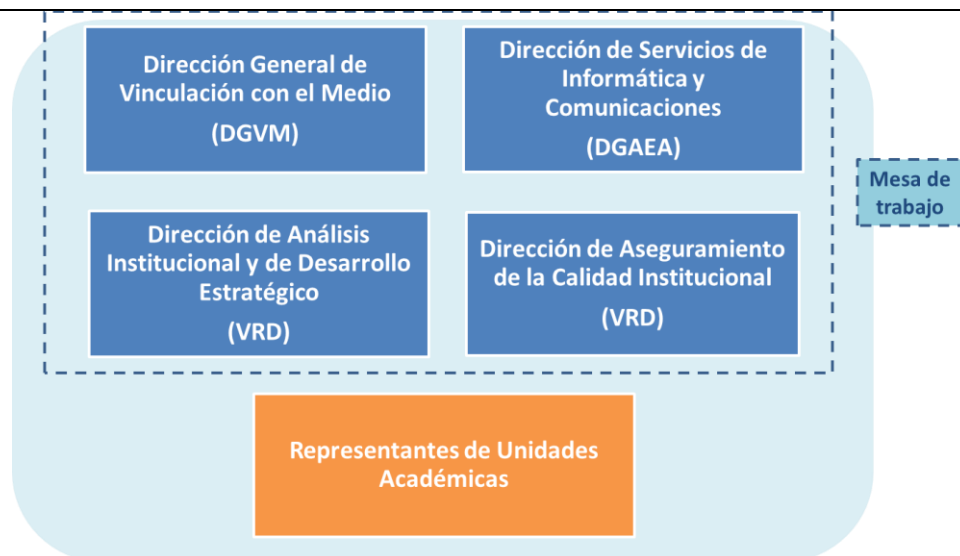 Dirección General de
Vinculación con el Medio
(DGVM)
Dirección de Servicios de
Informática y
Comunicaciones
(DGAEA)
Mesa de
trabajo
Dirección de Análisis
Institucional y de Desarrollo
Estratégico
(VRD)
Dirección de Aseguramiento
de la Calidad Institucional
(VRD)
Representantes de Unidades
Académicas